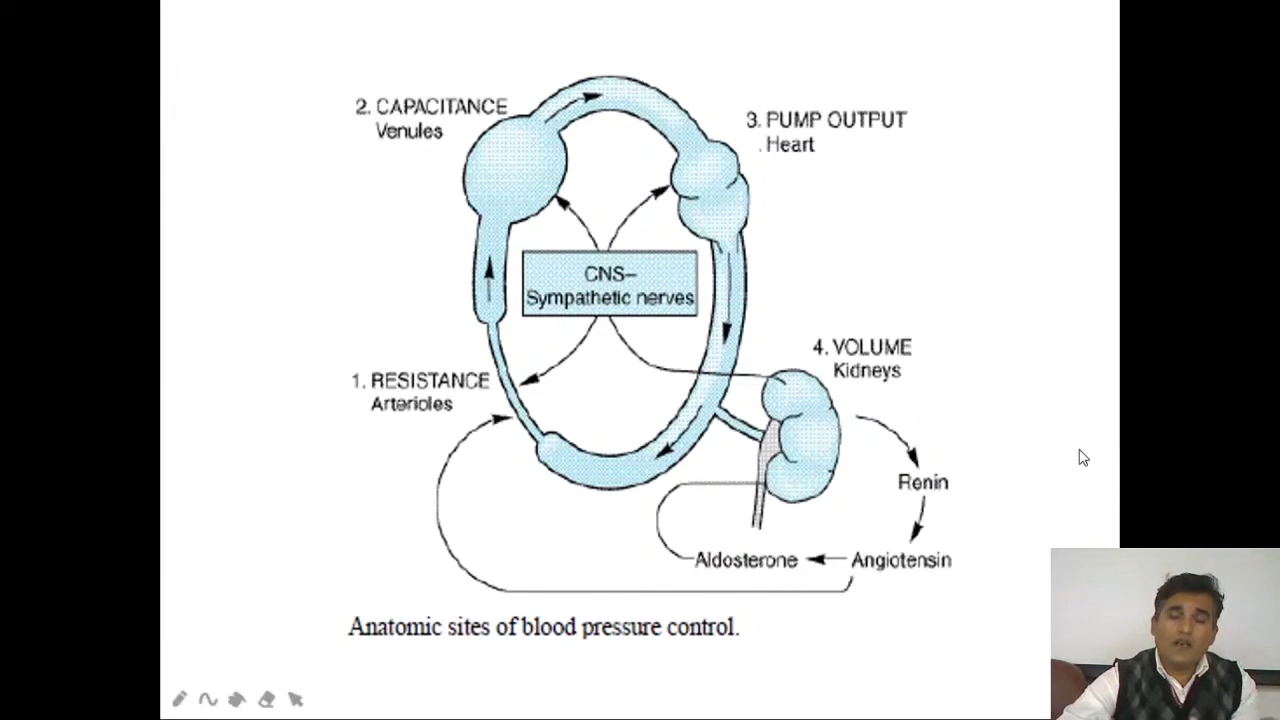 2. CAPACITANCE
Venules
3. PUMP OUTPUT
. Heart
CNS–
Sympathetic nerves
4. VOLUME
Kidneys
1. RESISTANCE
Arterioles
Renin
Aldosterone
Angiotensin
Anatomic sites of blood pressure control.